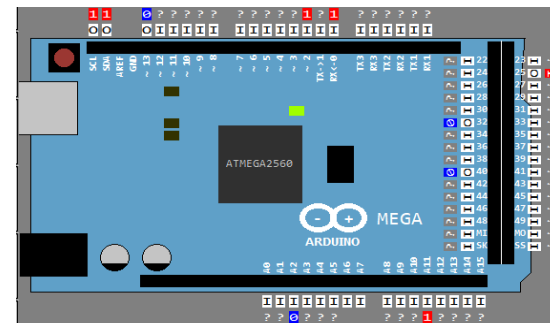 1 1 0 ? ? ? ? ? ? ? ? ? ? 1 ? 1 ? ? ? ? ? ?
O O O I I I I I I I I I I I I I I I I I I I
SCL SDA AREF GND ~ 13 ~ 12 ~ 11 ~ 10 ~ 9 ~ 8 ~ 7 ~ 6 ~ 5 ~ 4 ~ 3 ~ 2 TX->1 RX<-0 TX3 RX3 TX2 RX2 TX1 RX1
? I 22 23 I
? I 24 25 O
? I 26 27 I
? I 28 29 I
? I 30 31 I
0 O 32 33 I
? I 34 35 I
? I 36 37 I
? I 38 39 I
0 O 40 41 I
? I 42 43 I
? I 44 45 I
? I 46 47 I
? I 48 49 I
? I MI MO I
? I SK SS I
ATMEGA2560
- + MEGA
ARDUINO
A0 A1 A2 A3 A4 A5 A6 A7 A8 A9 A10 A11 A12 A13 A14 A15
I I I I I I I I I I I I I I I I
? ? 0 ? ? ? ? ? ? 1 ? ? ? ?